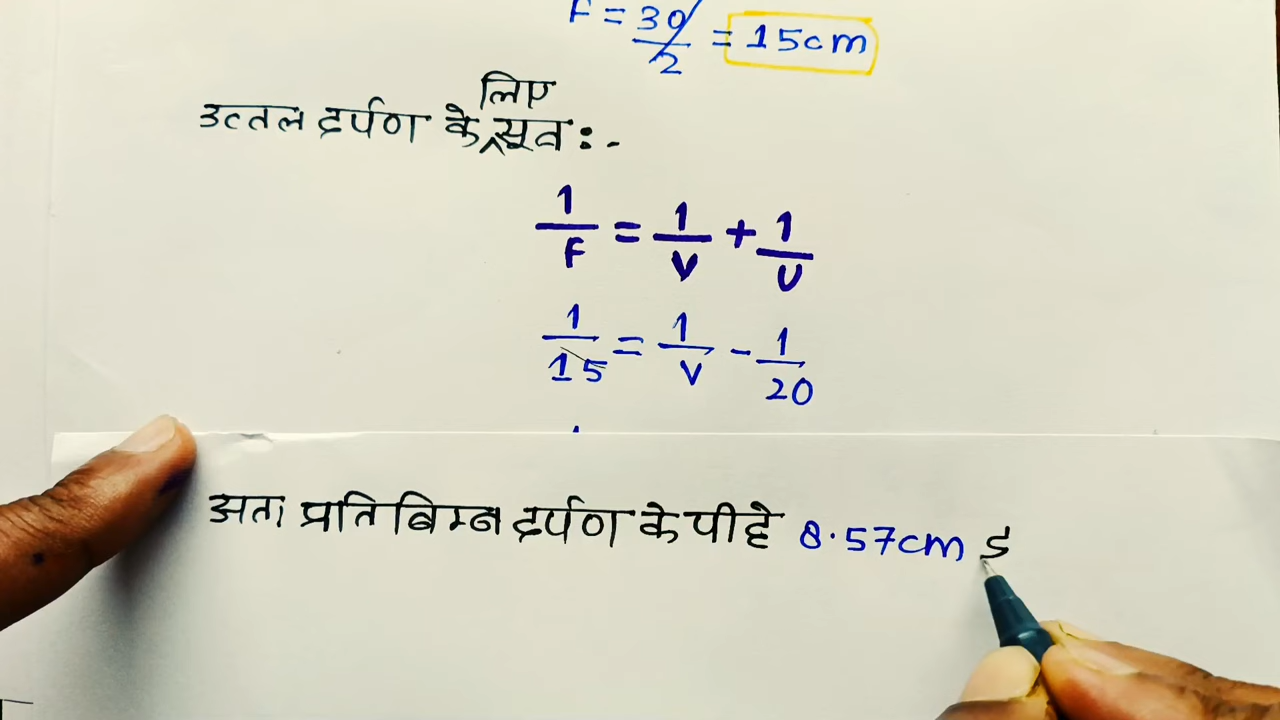 F = 30/2 = 15cm
लिए
उत्तल दर्पण के सूत्र :-
1/F = 1/V + 1/U
1/15 = 1/V - 1/20
अतः प्रतिबिम्ब दर्पण के पीछे 8.57cm